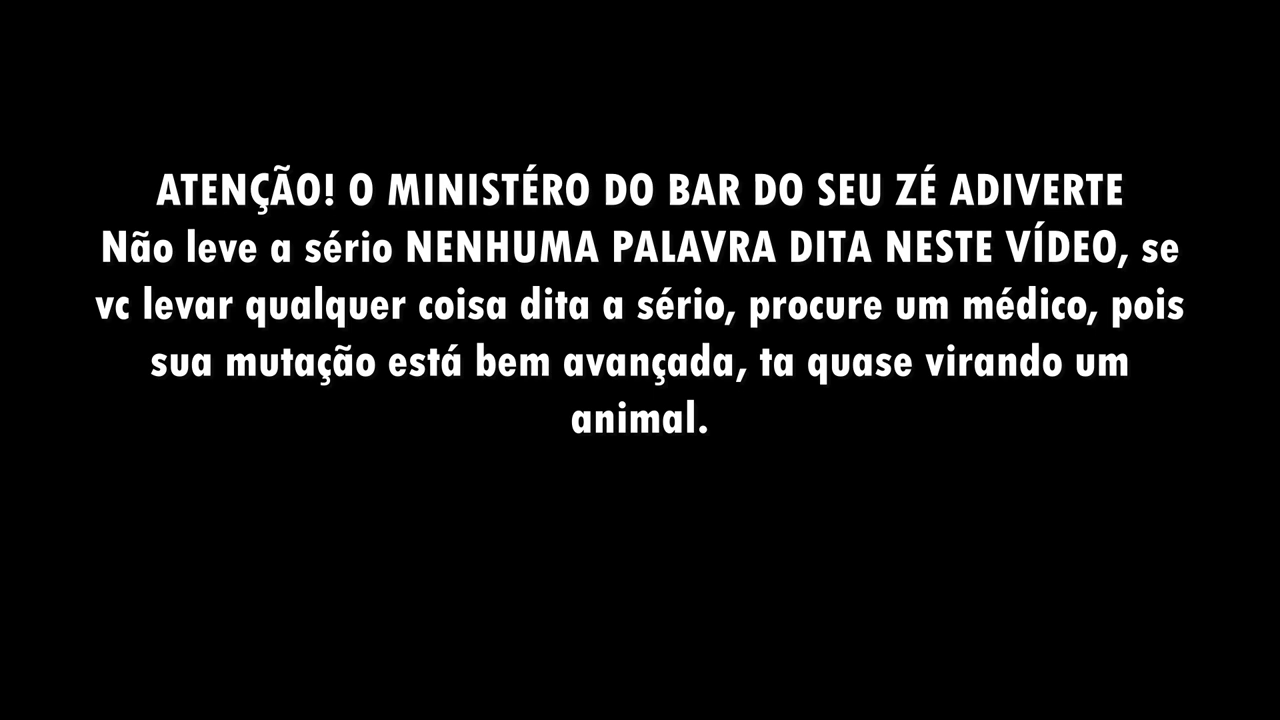 ATENÇÃO! O MINISTÉRO DO BAR DO SEU ZÉ ADIVERTE
Não leve a sério NENHUMA PALAVRA DITA NESTE VÍDEO, se
vc levar qualquer coisa dita a sério, procure um médico, pois
sua mutação está bem avançada, ta quase virando um
animal.